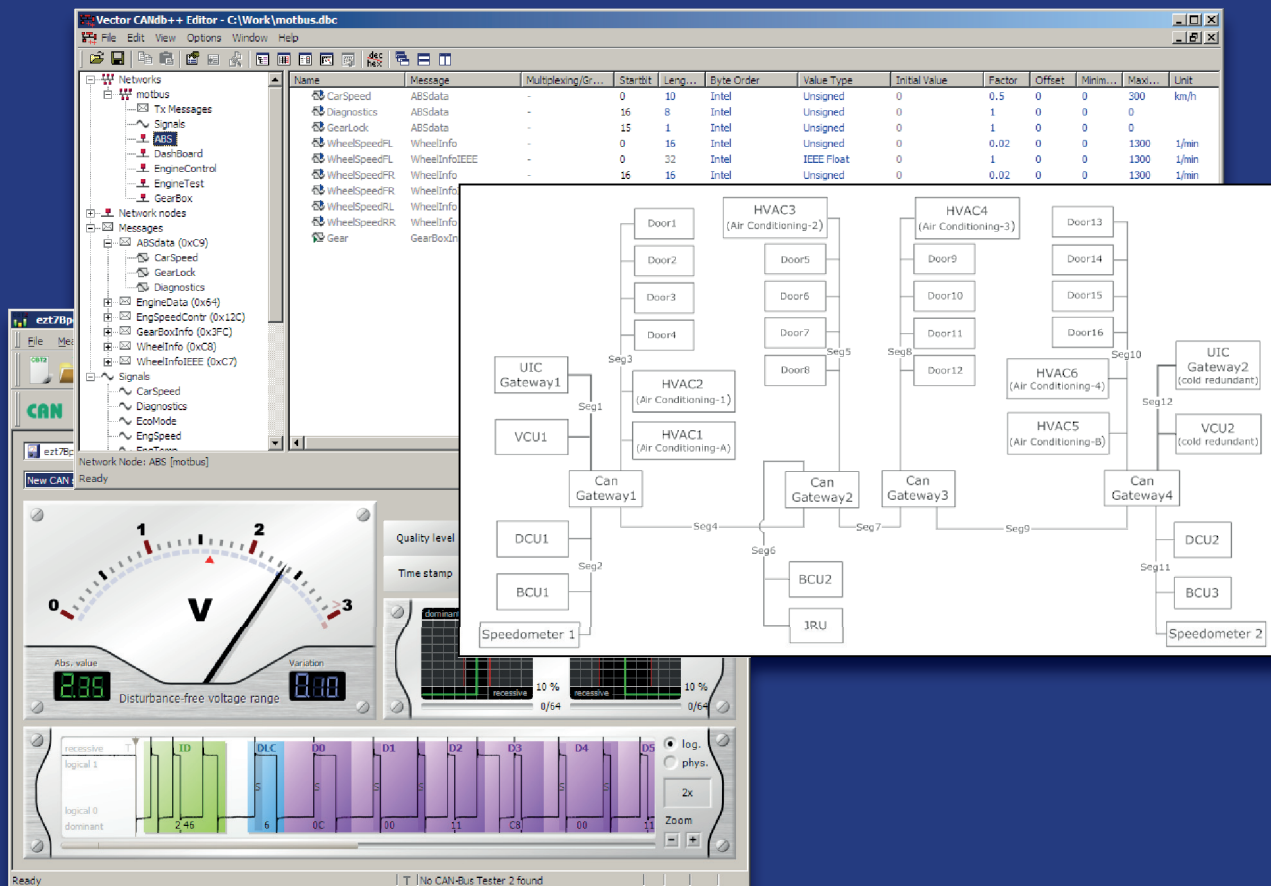 Vector CANdb++ Editor - C:\Work\motbus.dbc
File Edit View Options Window Help
dec
hex
Networks
motbus
Tx Messages
Signals
ABS
DashBoard
EngineControl
EngineTest
GearBox
Network nodes
Messages
ABSdata (0xC9)
CarSpeed
GearLock
Diagnostics
EngineData (0x64)
EngSpeedContr (0x12C)
GearBoxInfo (0x3FC)
WheelInfo (0xC8)
WheelInfoIEEE (0xC7)
Signals
CarSpeed
Diagnostics
EcoMode
EngSpeed
EngTemp
Name Message Multiplexing/Gr... Startbit Leng... Byte Order Value Type Initial Value Factor Offset Minim... Maxi... Unit
CarSpeed ABSdata - 0 10 Intel Unsigned 0 0.5 0 0 300 km/h
Diagnostics ABSdata - 16 8 Intel Unsigned 0 1 0 0 0
GearLock ABSdata - 15 1 Intel Unsigned 0 1 0 0 0
WheelSpeedFL WheelInfo - 0 16 Intel Unsigned 0 0.02 0 0 1300 1/min
WheelSpeedFL WheelInfoIEEE - 0 32 Intel IEEE Float 0 1 0 0 1300 1/min
WheelSpeedFR WheelInfo - 16 16 Intel Unsigned 0 0.02 0 0 1300 1/min
WheelSpeedFR WheelInfo
WheelSpeedRL WheelInfo
WheelSpeedRR WheelInfo
Gear GearBoxIn
Network Node: ABS [motbus]
Ready
Door1
Door2
Door3
Door4
Seg3
UIC
Gateway1
Seg1
VCU1
HVAC2
(Air Conditioning-1)
HVAC1
(Air Conditioning-A)
Can
Gateway1
DCU1
Seg2
BCU1
Speedometer 1
HVAC3
(Air Conditioning-2)
Door5
Door6
Door7
Seg5
Door8
Can
Gateway2
Seg4
Seg6
BCU2
JRU
Seg7
HVAC4
(Air Conditioning-3)
Door9
Door10
Door11
Seg8
Door12
Can
Gateway3
Seg9
Door13
Door14
Door15
Door16
Seg10
HVAC6
(Air Conditioning-4)
HVAC5
(Air Conditioning-B)
UIC
Gateway2
(cold redundant)
Seg12
VCU2
(cold redundant)
Can
Gateway4
DCU2
Seg11
BCU3
Speedometer 2
ezt7Bp
File Mea
CBT2
CAN
ezt7Bp
New CAN
0 1 2 >3
V
Abs. value
2.36
Variation
0.10
Disturbance-free voltage range
Quality level
Time stamp
dominant
recessive
10 %
0/64
recessive
10 %
0/64
recessive T ID DLC D0 D1 D2 D3 D4 D5
logical 1
S S S S S S
logical 0
dominant 246 6 0C 00 11 C8 00 11
log.
phys.
2x
Zoom
- +
Ready T No CAN-Bus Tester 2 found